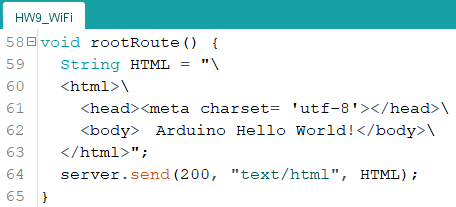 HW9_WiFi
58 void rootRoute() {
59   String HTML = "\
60   <html>\
61     <head><meta charset= 'utf-8'></head>\
62     <body>  Arduino Hello World!</body>\
63   </html>";
64   server.send(200, "text/html", HTML);
65 }